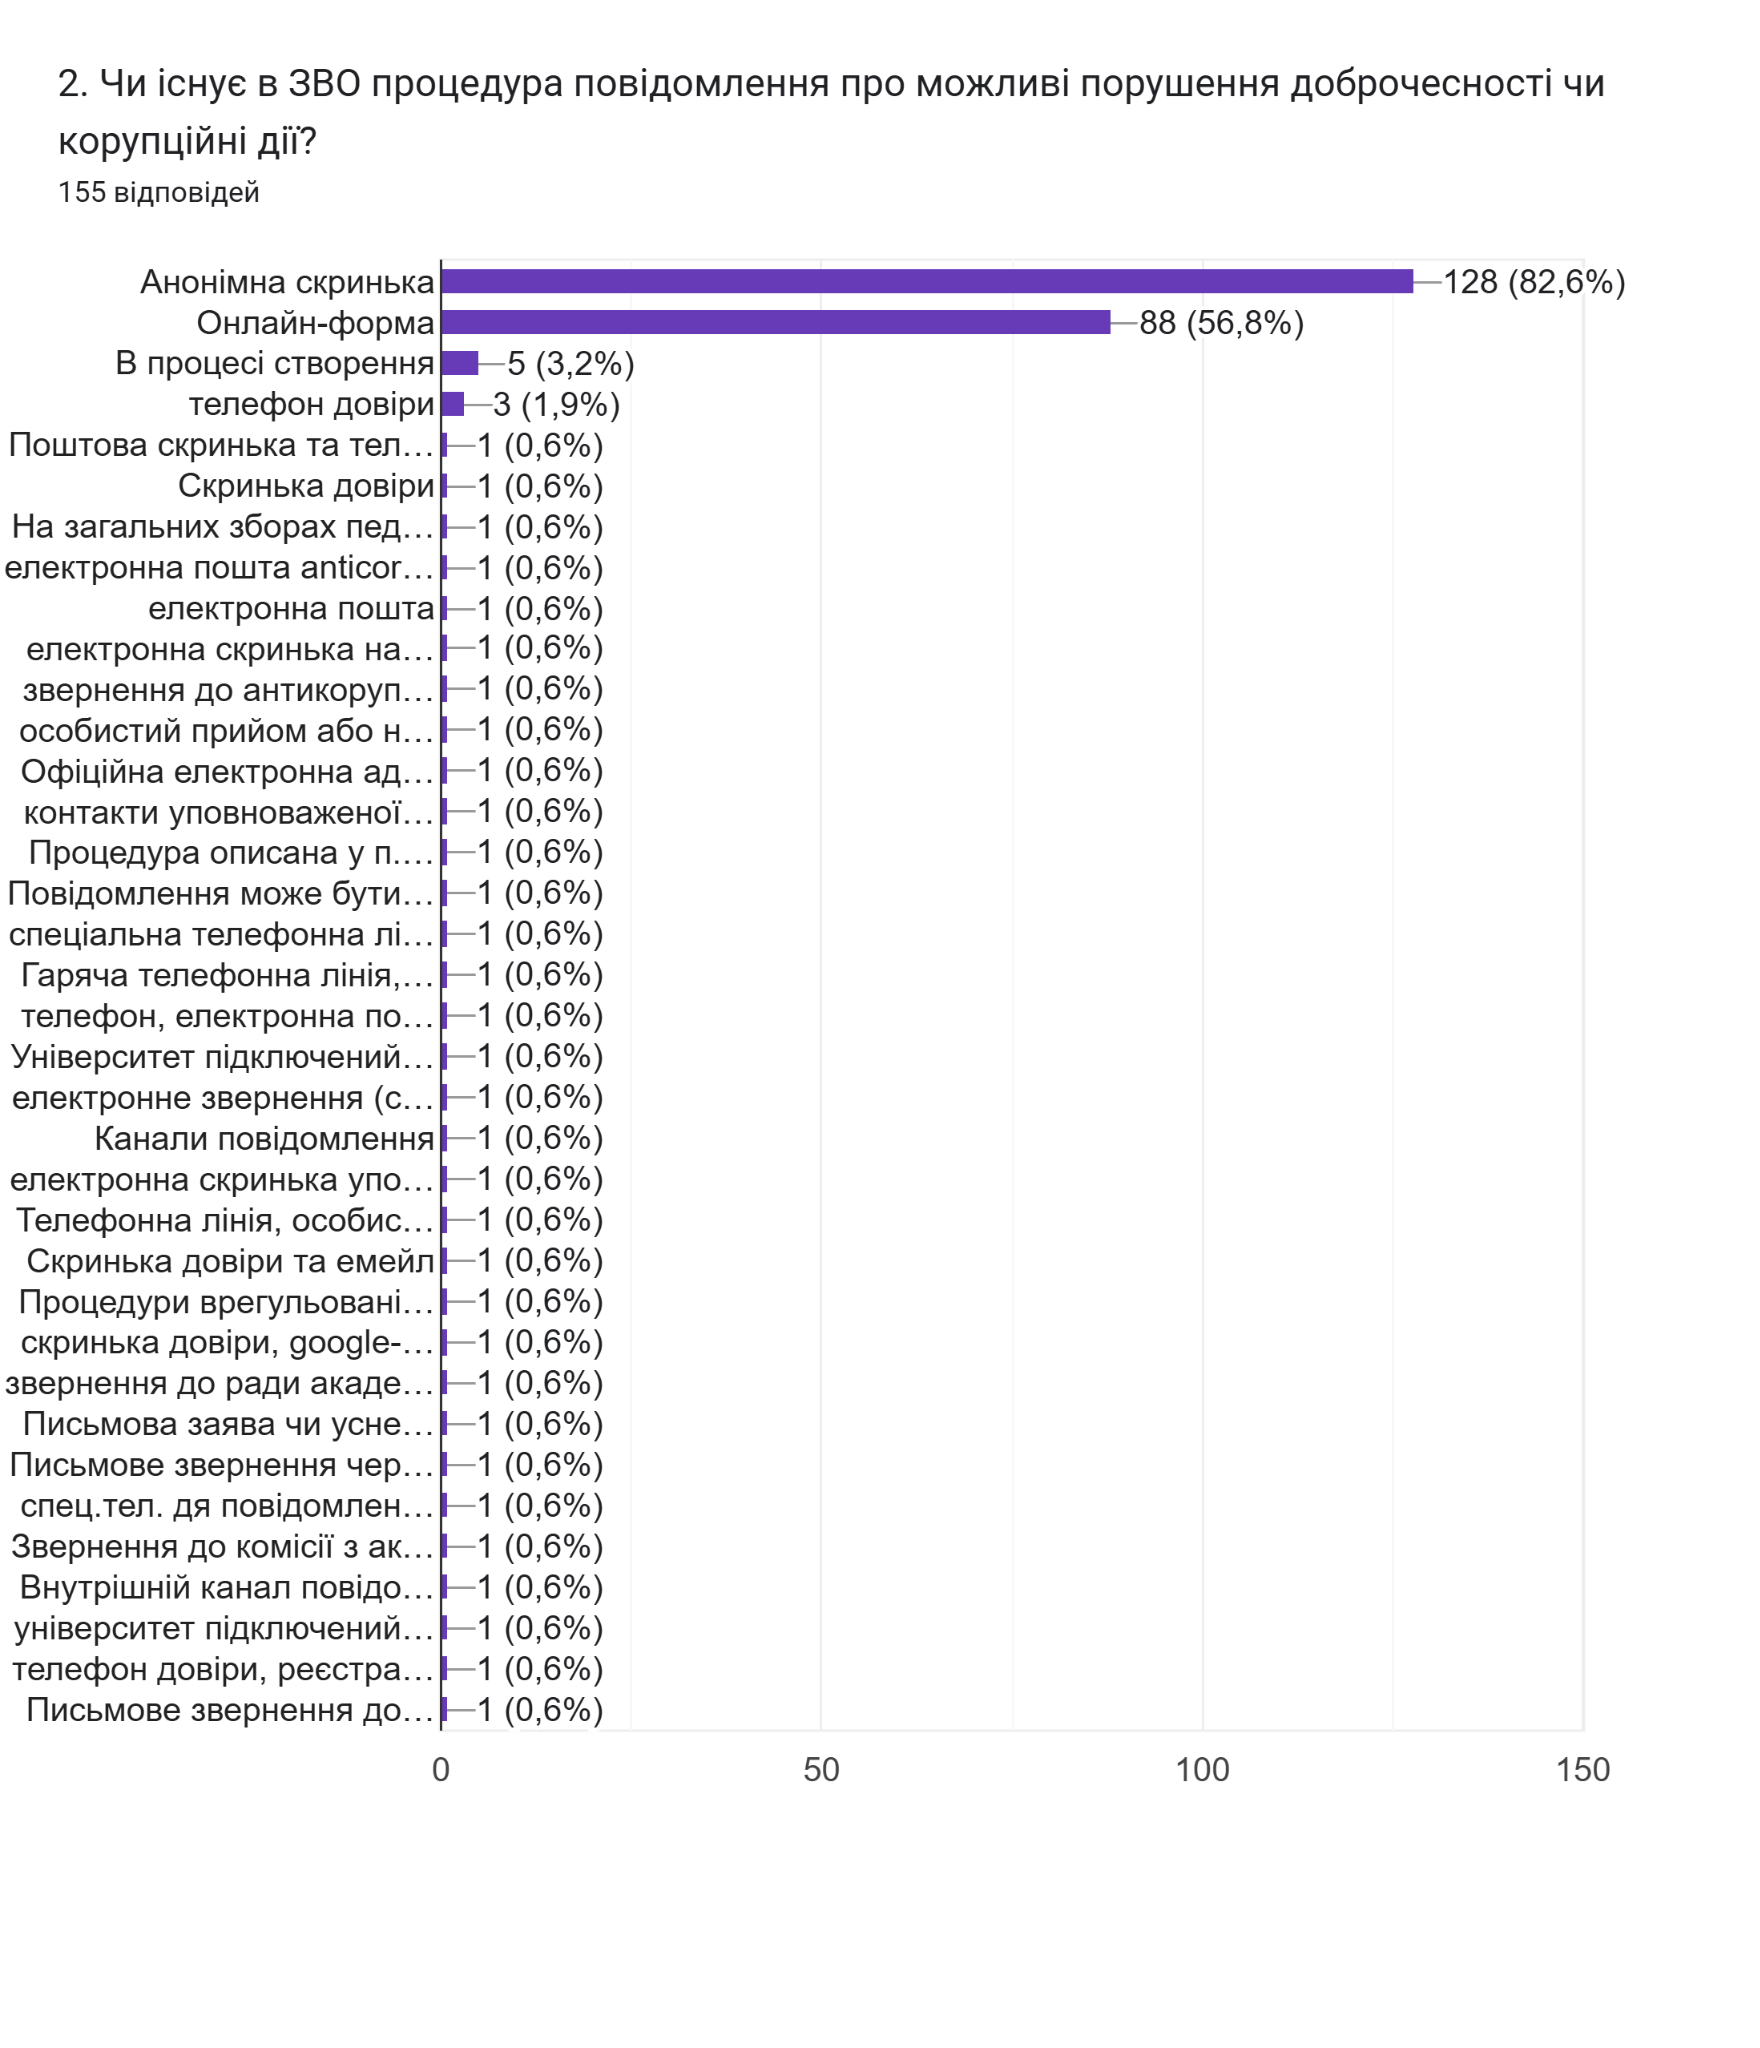 2. Чи існує в ЗВО процедура повідомлення про можливі порушення доброчесності чи
корупційні дії?
155 відповідей
Анонімна скринька 128 (82,6%)
Онлайн-форма 88 (56,8%)
В процесі створення 5 (3,2%)
телефон довіри 3 (1,9%)
Поштова скринька та тел… 1 (0,6%)
Скринька довіри 1 (0,6%)
На загальних зборах пед… 1 (0,6%)
електронна пошта anticor… 1 (0,6%)
електронна пошта 1 (0,6%)
електронна скринька на… 1 (0,6%)
звернення до антикоруп… 1 (0,6%)
особистий прийом або н… 1 (0,6%)
Офіційна електронна ад… 1 (0,6%)
контакти уповноваженої… 1 (0,6%)
Процедура описана у п.… 1 (0,6%)
Повідомлення може бути… 1 (0,6%)
спеціальна телефонна лі… 1 (0,6%)
Гаряча телефонна лінія,… 1 (0,6%)
телефон, електронна по… 1 (0,6%)
Університет підключений… 1 (0,6%)
електронне звернення (с… 1 (0,6%)
Канали повідомлення 1 (0,6%)
електронна скринька упо… 1 (0,6%)
Телефонна лінія, особис… 1 (0,6%)
Скринька довіри та емейл 1 (0,6%)
Процедури врегульовані… 1 (0,6%)
скринька довіри, google-… 1 (0,6%)
звернення до ради акаде… 1 (0,6%)
Письмова заява чи усне… 1 (0,6%)
Письмове звернення чер… 1 (0,6%)
спец.тел. дя повідомлен… 1 (0,6%)
Звернення до комісії з ак… 1 (0,6%)
Внутрішній канал повідо… 1 (0,6%)
університет підключений… 1 (0,6%)
телефон довіри, реєстра… 1 (0,6%)
Письмове звернення до… 1 (0,6%)
0 50 100 150